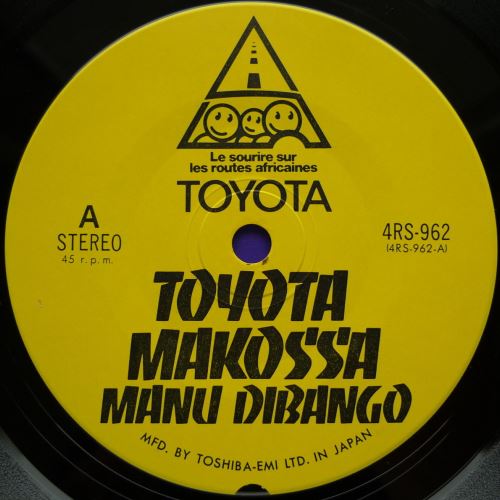 Le sourire sur
les routes africaines
TOYOTA
A
STEREO
45 r.p.m.
4RS-962
(4RS-962-A)
TOYOTA
MAKOSSA
MANU DIBANGO
MFD. BY TOSHIBA-EMI LTD. IN JAPAN